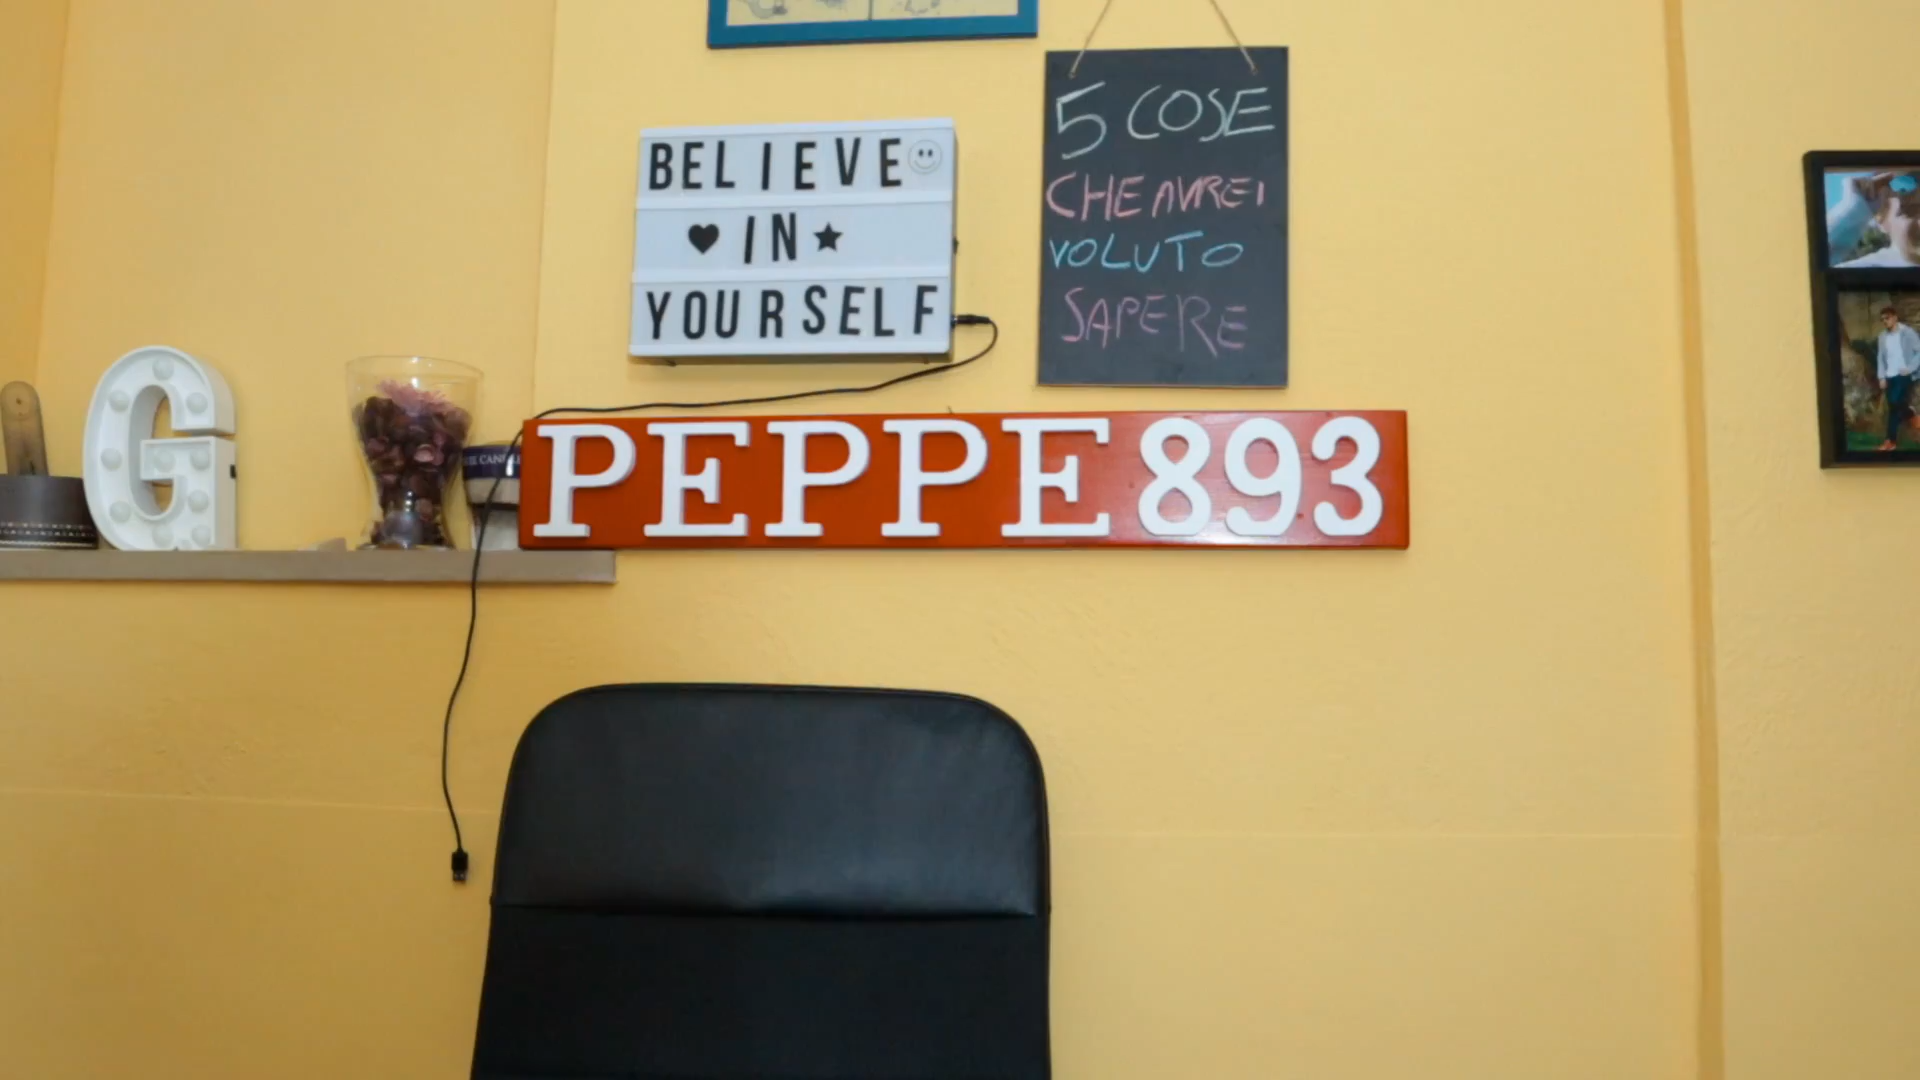 BELIEVE
IN
YOURSELF
5 COSE
CHE AVREI
VOLUTO
SAPERE
G
PEPPE893